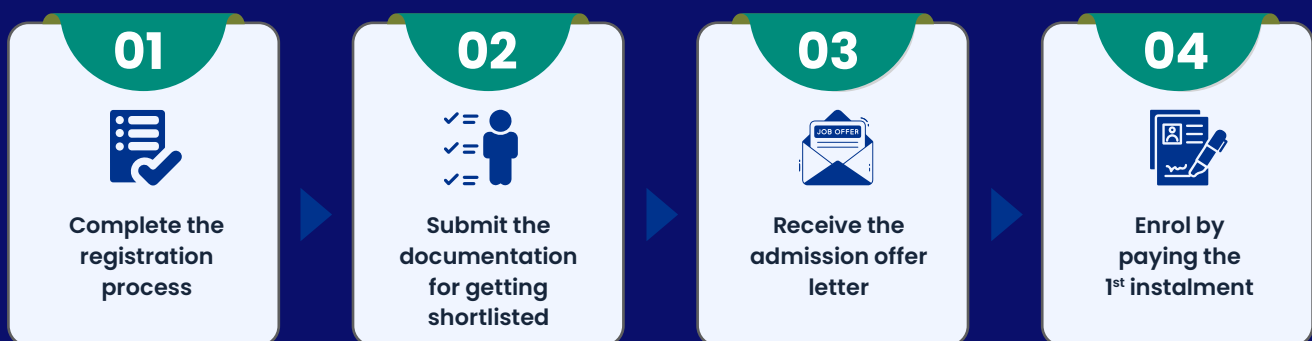 01
Complete the
registration
process
02
Submit the
documentation
for getting
shortlisted
03
JOB OFFER
Receive the
admission offer
letter
04
Enrol by
paying the
1st instalment